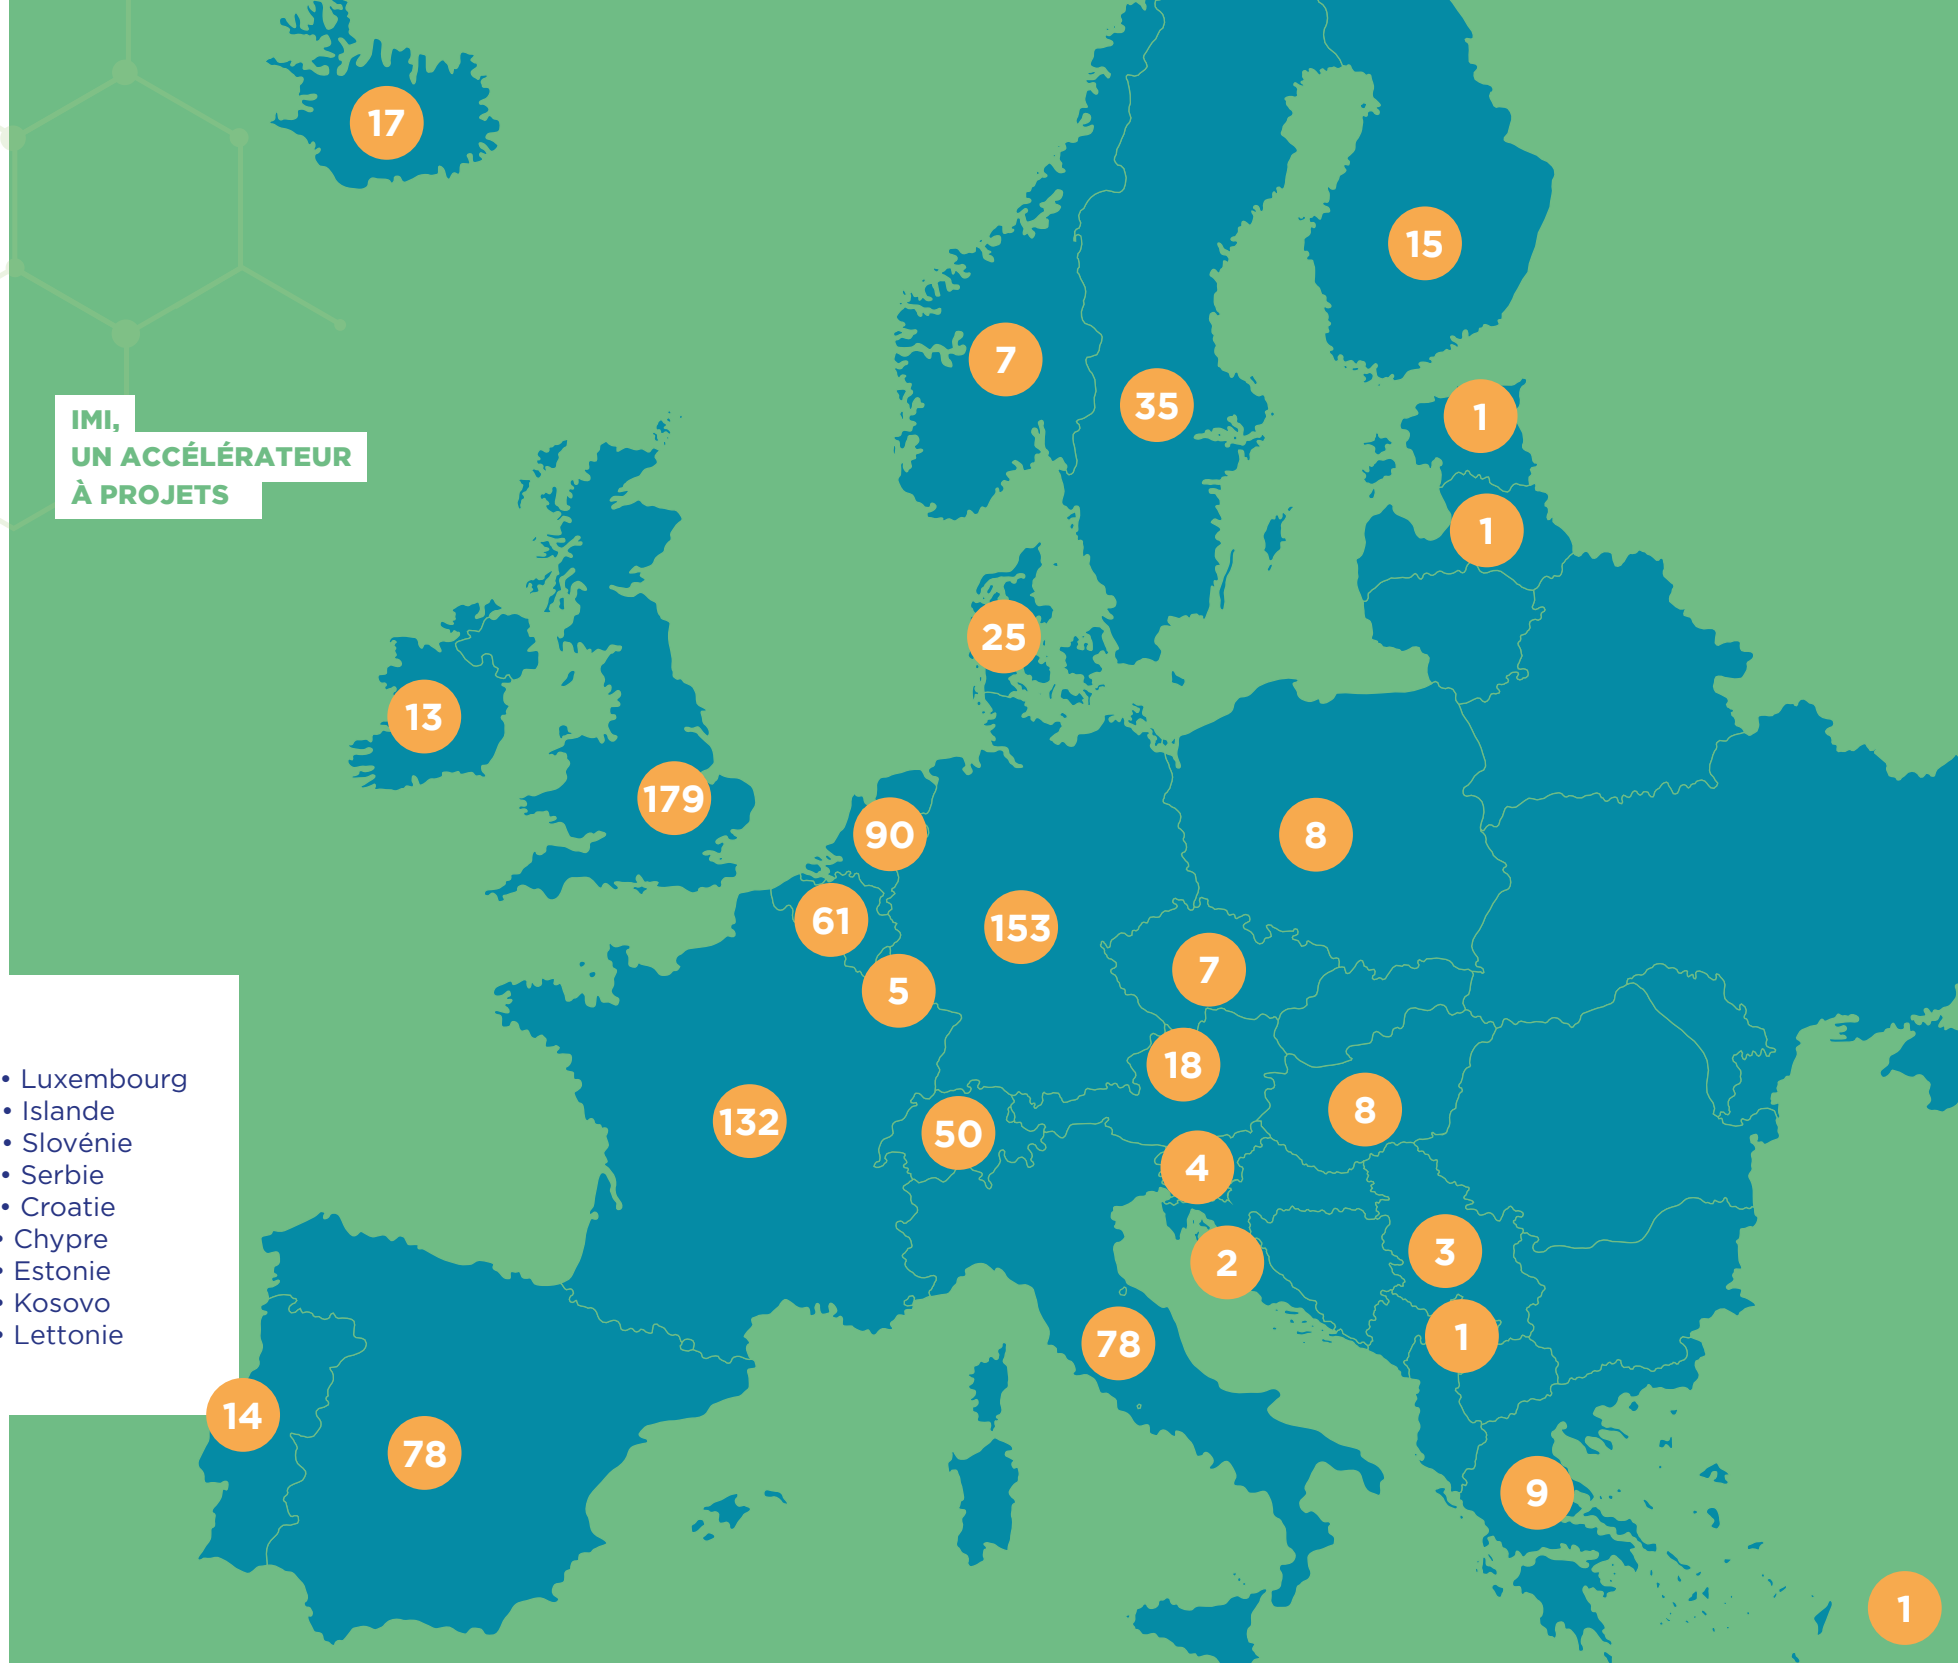 17
15
7
35
IMI,
UN ACCÉLÉRATEUR
À PROJETS
1
1
25
13
179
90
8
61
153
7
5
18
• Luxembourg
• Islande
• Slovénie
• Serbie
• Croatie
• Chypre
• Estonie
• Kosovo
• Lettonie
132
50
8
4
3
2
1
78
14
78
9
1